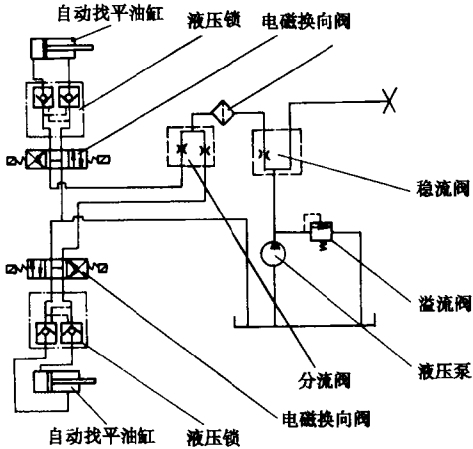 自动找平油缸
液压锁
电磁换向阀
稳流阀
溢流阀
液压泵
分流阀
电磁换向阀
液压锁
自动找平油缸